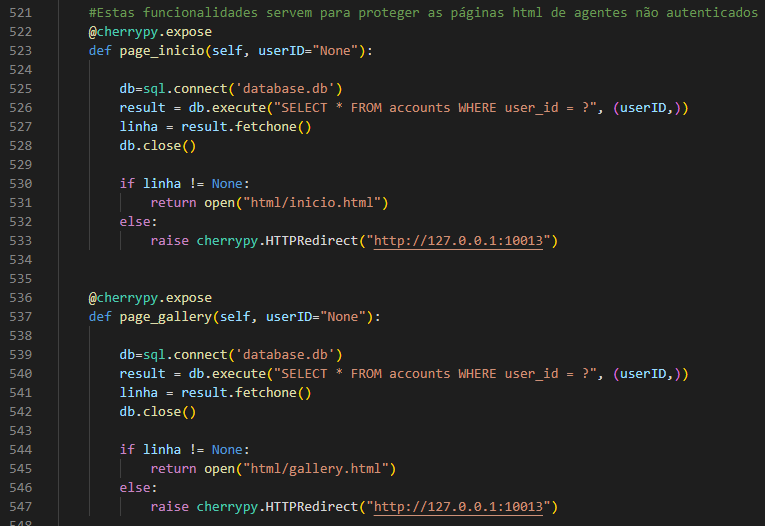 521 #Estas funcionalidades servem para proteger as páginas html de agentes não autenticados
522 @cherrypy.expose
523 def page_inicio(self, userID="None"):
524
525 db=sql.connect('database.db')
526 result = db.execute("SELECT * FROM accounts WHERE user_id = ?", (userID,))
527 linha = result.fetchone()
528 db.close()
529
530 if linha != None:
531 return open("html/inicio.html")
532 else:
533 raise cherrypy.HTTPRedirect("http://127.0.0.1:10013")
534
535
536 @cherrypy.expose
537 def page_gallery(self, userID="None"):
538
539 db=sql.connect('database.db')
540 result = db.execute("SELECT * FROM accounts WHERE user_id = ?", (userID,))
541 linha = result.fetchone()
542 db.close()
543
544 if linha != None:
545 return open("html/gallery.html")
546 else:
547 raise cherrypy.HTTPRedirect("http://127.0.0.1:10013")
548